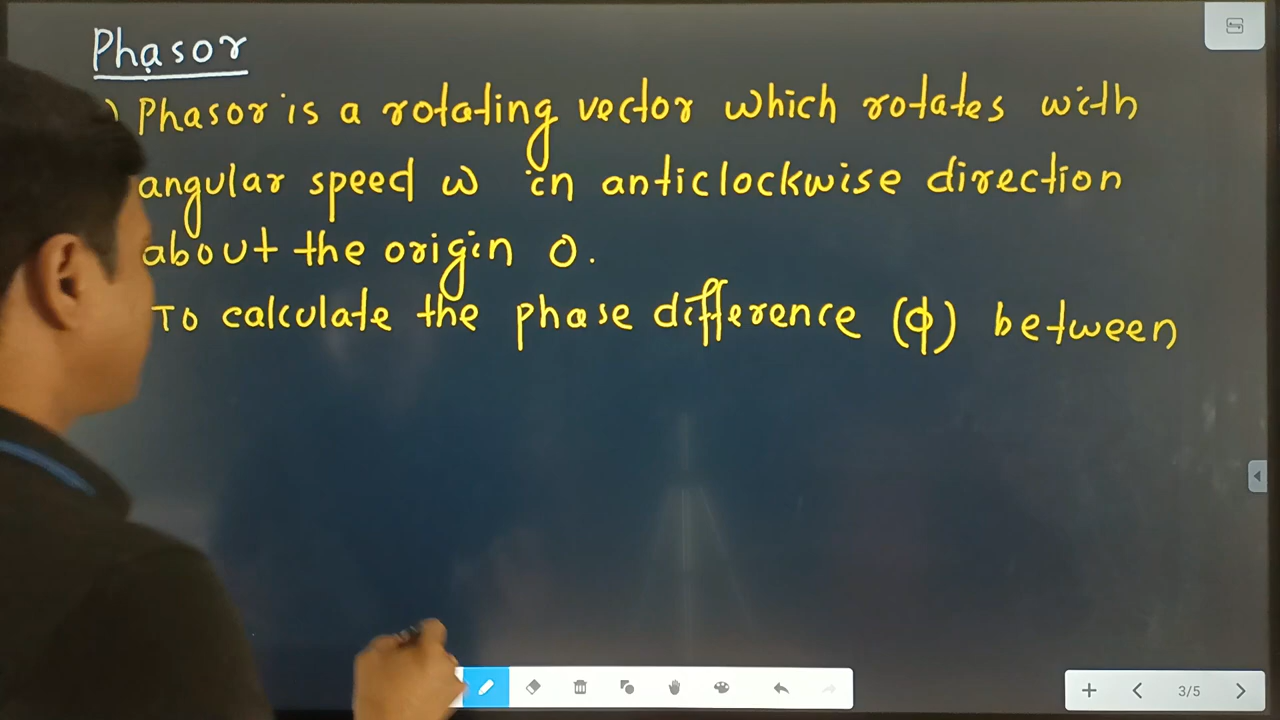 Phasor
) Phasor is a rotating vector which rotates with
angular speed ω in anticlockwise direction
about the origin O.
To calculate the phase difference (ϕ) between
3/5